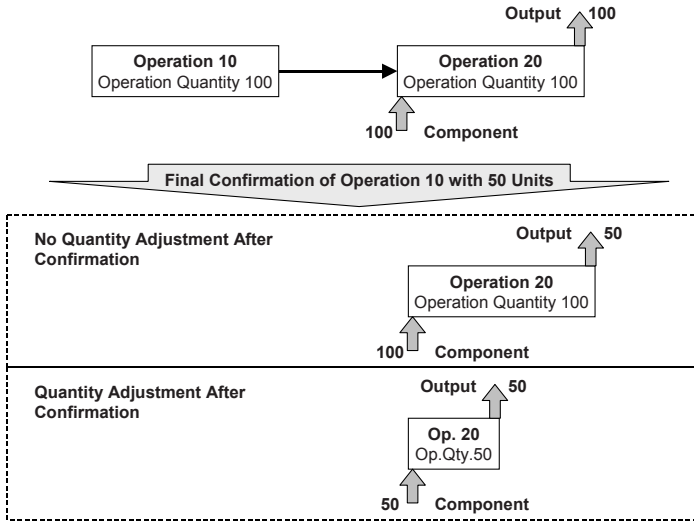 Output 100
Operation 10
Operation Quantity 100
Operation 20
Operation Quantity 100
100 Component
Final Confirmation of Operation 10 with 50 Units
No Quantity Adjustment After
Confirmation
Output 50
Operation 20
Operation Quantity 100
100 Component
Quantity Adjustment After
Confirmation
Output 50
Op. 20
Op.Qty.50
50 Component